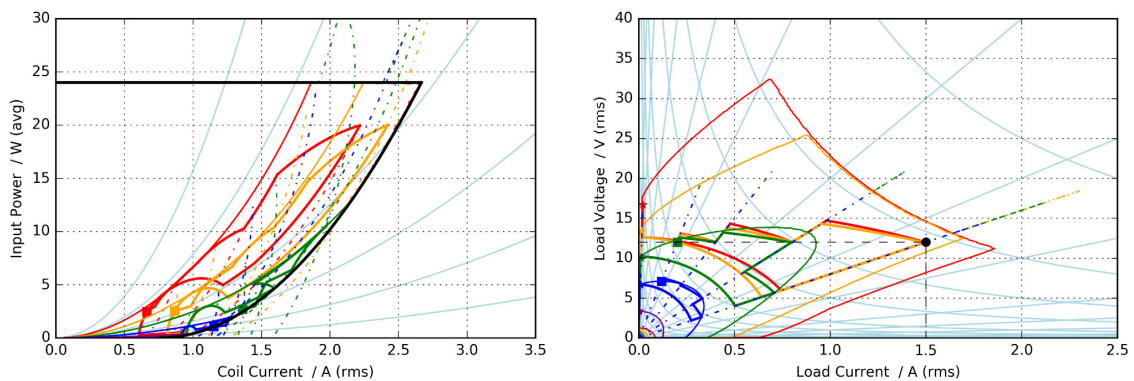 30
25
20
15
10
5
0
0.0 0.5 1.0 1.5 2.0 2.5 3.0 3.5
Coil Current / A (rms)
Input Power / W (avg)
40
35
30
25
20
15
10
5
0
0.0 0.5 1.0 1.5 2.0 2.5
Load Current / A (rms)
Load Voltage / V (rms)